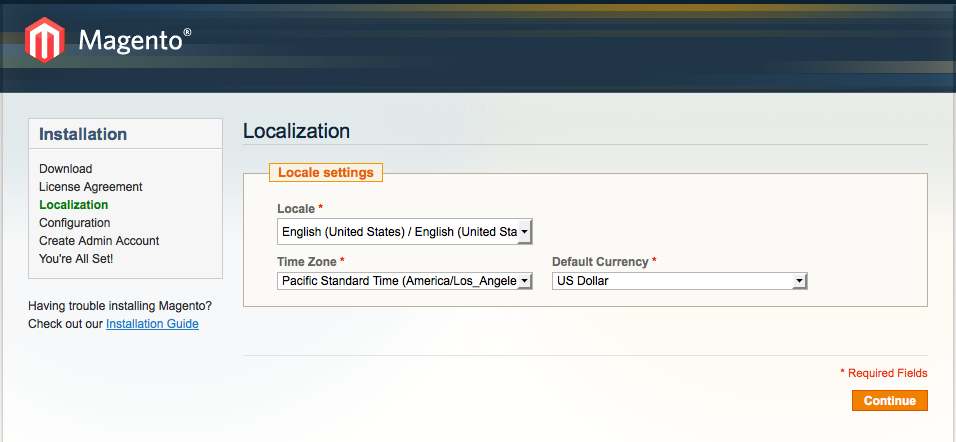 Magento®
Installation
Download
License Agreement
Localization
Configuration
Create Admin Account
You're All Set!
Having trouble installing Magento?
Check out our Installation Guide
Localization
Locale settings
Locale *
English (United States) / English (United Sta
Time Zone * Default Currency *
Pacific Standard Time (America/Los_Angele US Dollar
* Required Fields
Continue